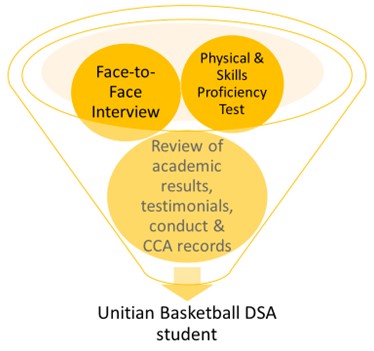 Face-to-
Face
Interview
Physical &
Skills
Proficiency
Test
Review of
academic
results,
testimonials,
conduct &
CCA records
Unitian Basketball DSA
student